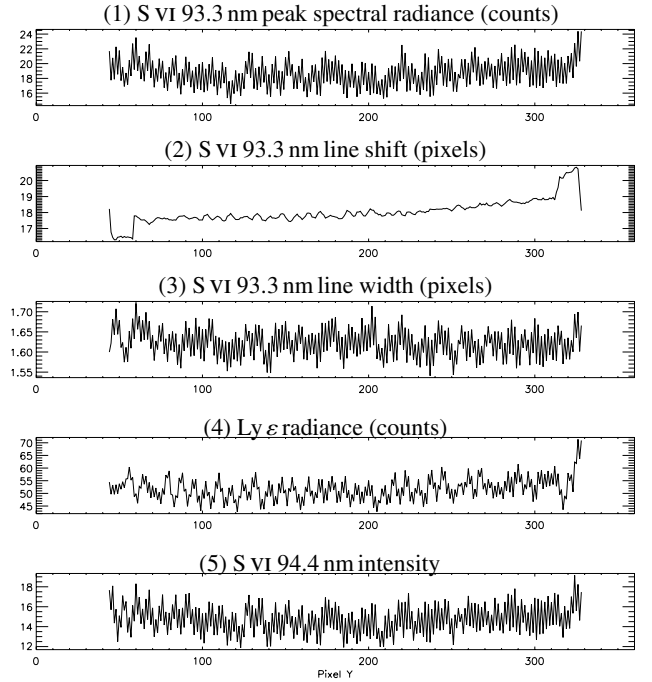 (1) S VI 93.3 nm peak spectral radiance (counts)
24
22
20
18
16
0 100 200 300
(2) S VI 93.3 nm line shift (pixels)
20
19
18
17
0 100 200 300
(3) S VI 93.3 nm line width (pixels)
1.70
1.65
1.60
1.55
0 100 200 300
(4) Ly ε radiance (counts)
70
65
60
55
50
45
0 100 200 300
(5) S VI 94.4 nm intensity
18
16
14
12
0 100 200 300
Pixel Y